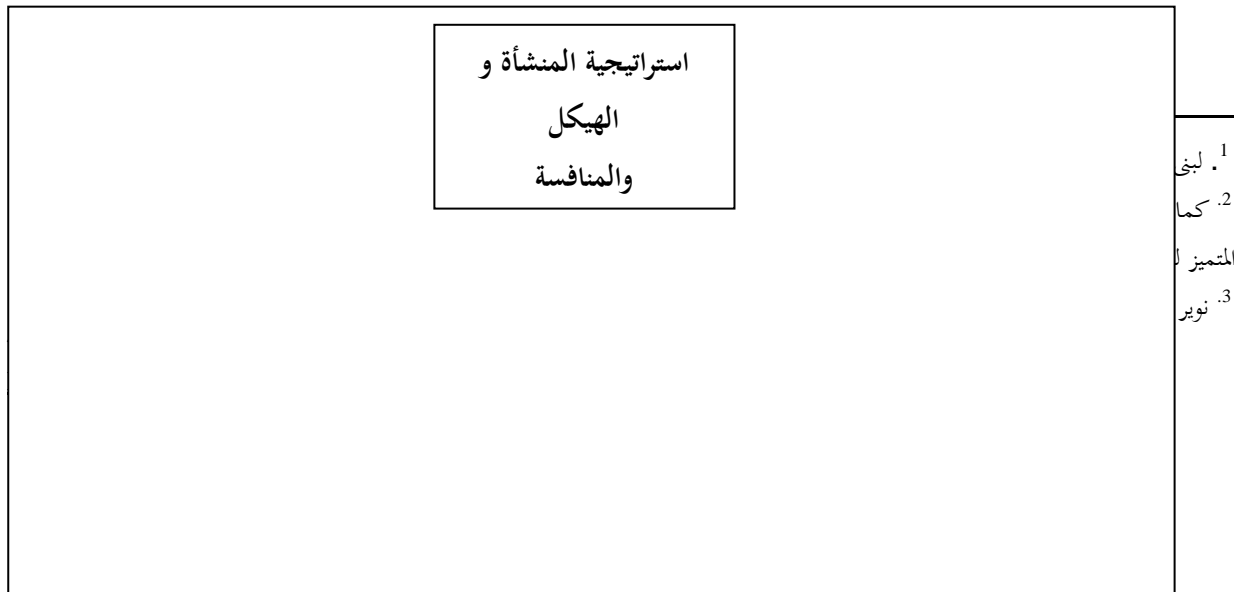 استراتيجية المنشأة و
الهيكل
والمنافسة
1. لبنى
2. كما
المتميز
3. نوير